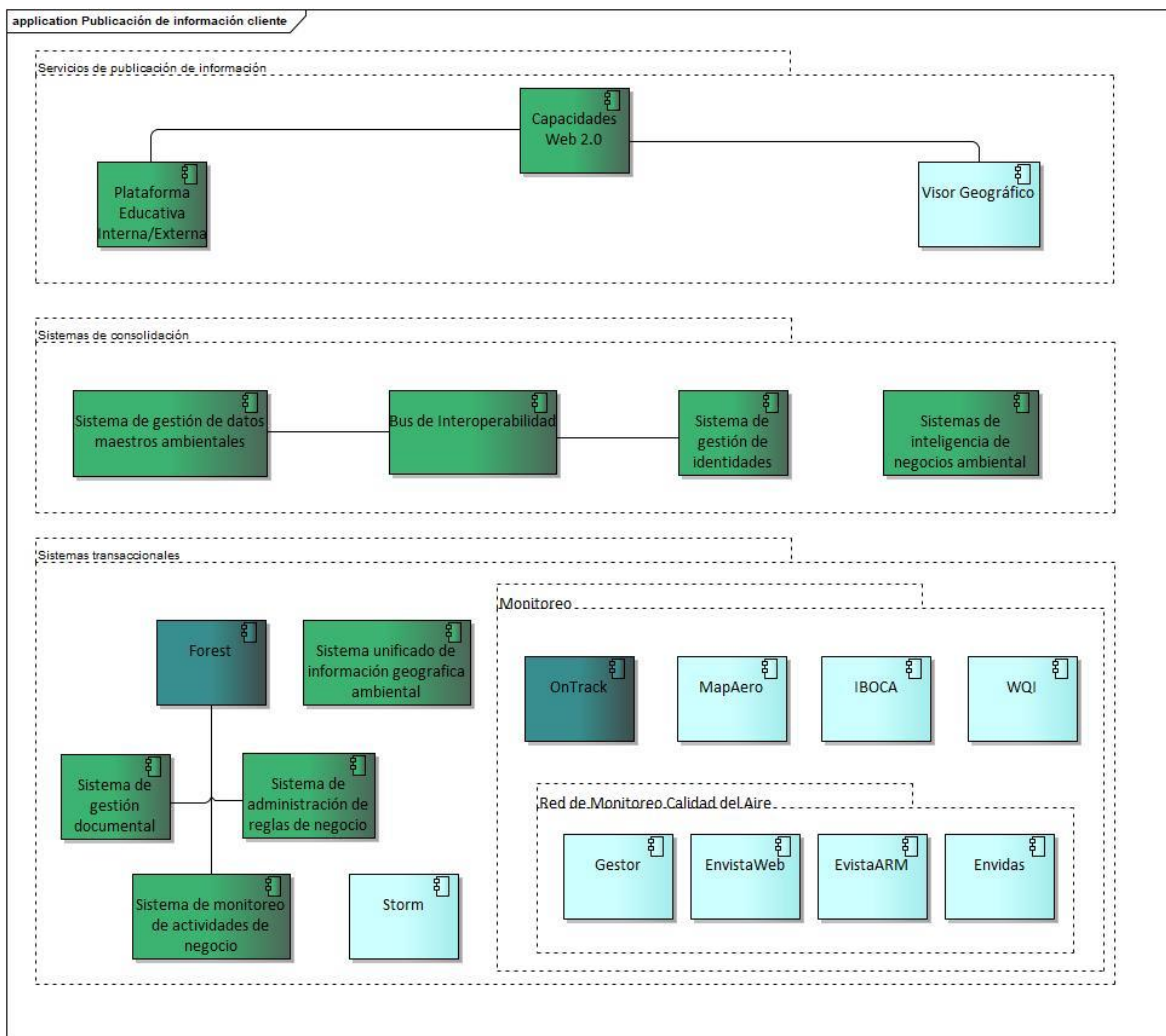 application Publicación de información cliente
Servicios de publicación de información
Capacidades
Web 2.0
Plataforma
Educativa
Interna/Externa
Visor Geográfico
Sistemas de consolidación
Sistema de gestión de datos
maestros ambientales
Bus de Interoperabilidad
Sistema de
gestión de
identidades
Sistemas de
inteligencia de
negocios ambiental
Sistemas transaccionales
Forest
Sistema unificado de
información geografica
ambiental
Sistema de
gestión
documental
Sistema de
administración de
reglas de negocio
Sistema de monitoreo
de actividades de
negocio
Storm
Monitoreo
OnTrack
MapAero
IBOCA
WQI
Red de Monitoreo Calidad del Aire
Gestor
EnvistaWeb
EvistaARM
Envidas